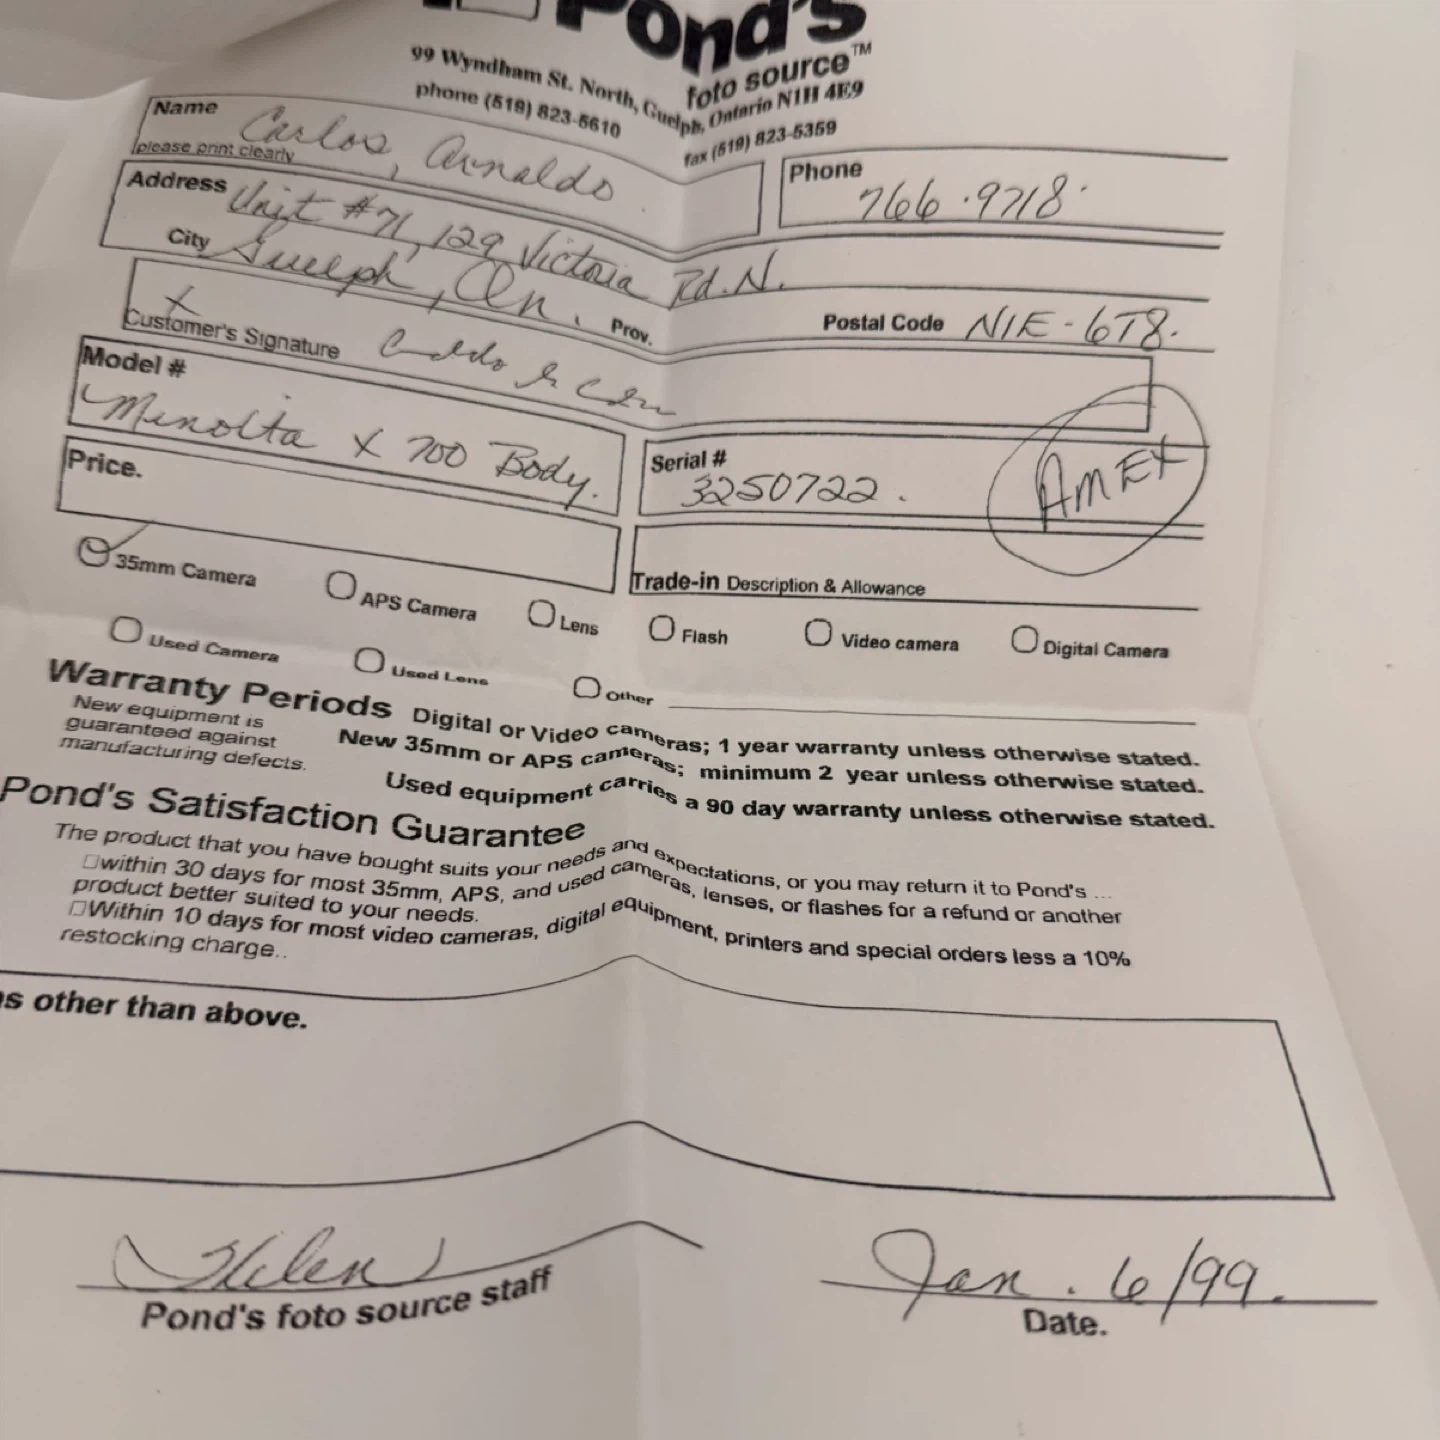 Pond's
foto source™
99 Wyndham St. North, Guelph, Ontario N1H 4E9
phone (519) 823-5610
fax (519) 823-5359
Name
please print clearly
Carlos, Arnaldo
Phone
766-9718.
Address Unit #71, 129 Victoria Rd. N.
City Guelph, On. Prov.
Postal Code N1E-6T8.
X
Customer's Signature
Model #
Minolta X 700 Body.
Serial #
3250722.
AMEX
Price.
Trade-in Description & Allowance
35mm Camera
APS Camera
Lens
Flash
Video camera
Digital Camera
Used Camera
Used Lens
Other
Warranty Periods Digital or Video cameras; 1 year warranty unless otherwise stated.
New equipment is
guaranteed against
manufacturing defects.
New 35mm or APS cameras; minimum 2 year unless otherwise stated.
Used equipment carries a 90 day warranty unless otherwise stated.
Pond's Satisfaction Guarantee
The product that you have bought suits your needs and expectations, or you may return it to Pond's ...
within 30 days for most 35mm, APS, and used cameras, lenses, or flashes for a refund or another
product better suited to your needs.
Within 10 days for most video cameras, digital equipment, printers and special orders less a 10%
restocking charge..
other than above.
Helen
Pond's foto source staff
Jan. 6/99.
Date.